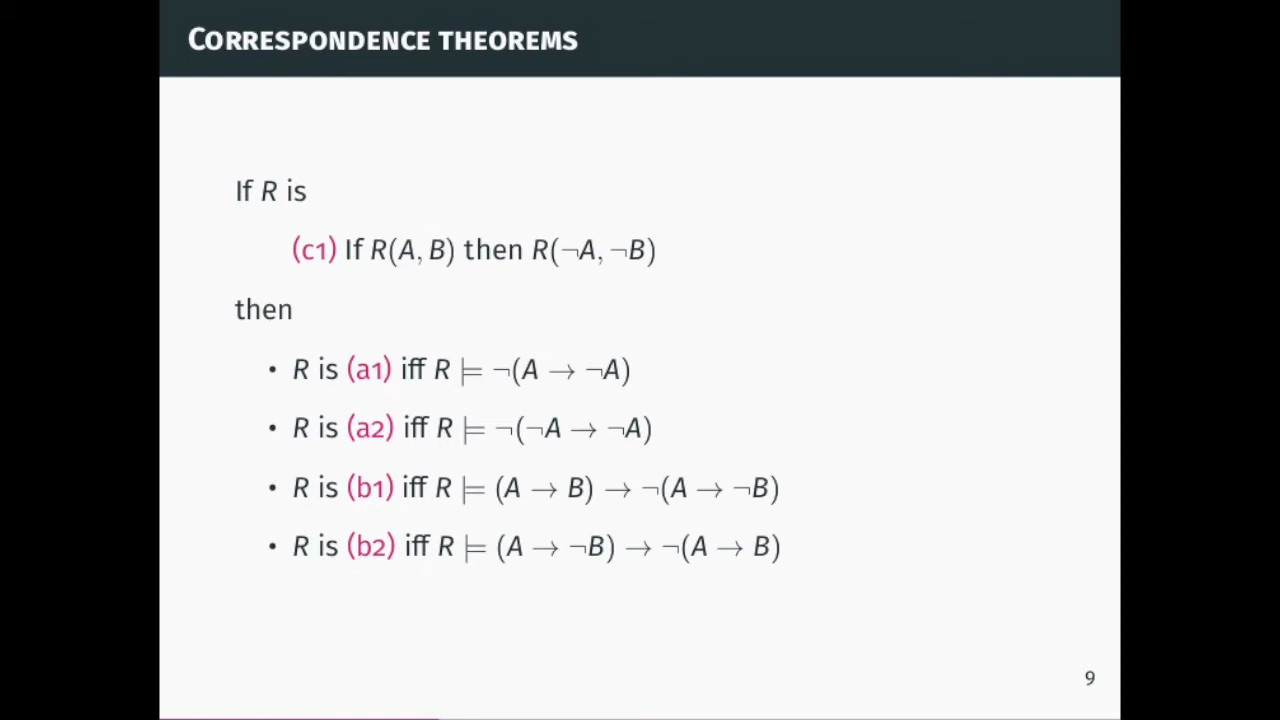 CORRESPONDENCE THEOREMS
If R is
(c1) If R(A, B) then R(¬A, ¬B)
then
• R is (a1) iff R ⊨ ¬(A → ¬A)
• R is (a2) iff R ⊨ ¬(¬A → ¬A)
• R is (b1) iff R ⊨ (A → B) → ¬(A → ¬B)
• R is (b2) iff R ⊨ (A → ¬B) → ¬(A → B)
9